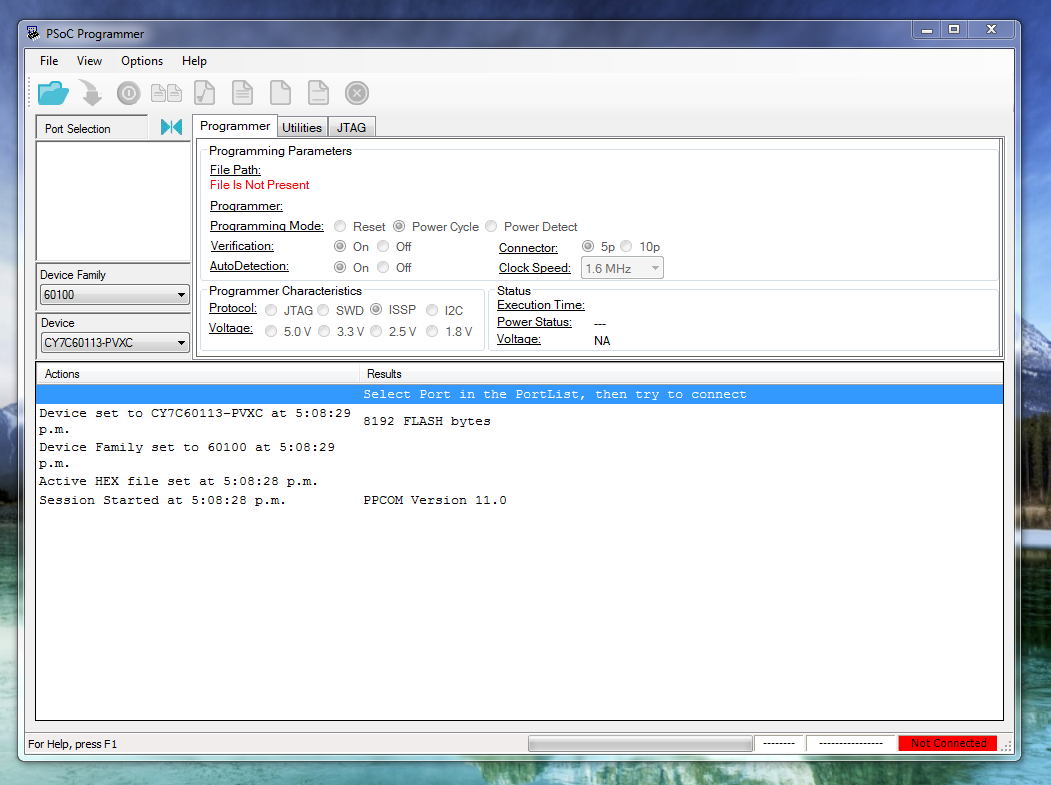 PSoC Programmer
File View Options Help
Port Selection
Programmer Utilities JTAG
Programming Parameters
File Path:
File Is Not Present
Programmer:
Programming Mode: Reset Power Cycle Power Detect
Verification: On Off Connector: 5p 10p
AutoDetection: On Off Clock Speed: 1.6 MHz
Device Family
60100
Device
CY7C60113-PVXC
Programmer Characteristics
Protocol: JTAG SWD ISSP I2C
Voltage: 5.0 V 3.3 V 2.5 V 1.8 V
Status
Execution Time:
Power Status: ---
Voltage: NA
Actions Results
Select Port in the PortList, then try to connect
Device set to CY7C60113-PVXC at 5:08:29
p.m.
8192 FLASH bytes
Device Family set to 60100 at 5:08:29
p.m.
Active HEX file set at 5:08:28 p.m.
Session Started at 5:08:28 p.m. PPCOM Version 11.0
For Help, press F1 -------- ---------------- Not Connected